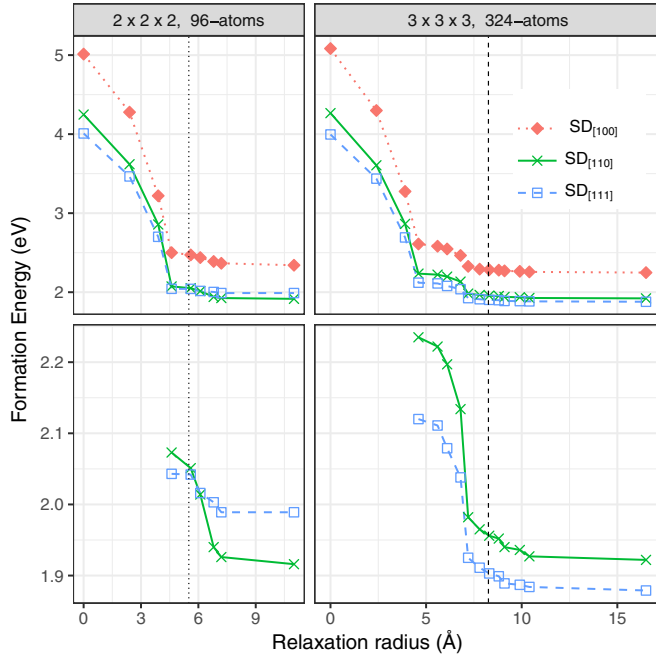 2 x 2 x 2, 96−atoms
3 x 3 x 3, 324−atoms
5
4
3
2
SD[100]
SD[110]
SD[111]
Formation Energy (eV)
2.2
2.1
2.0
1.9
0 3 6 9
0 5 10 15
Relaxation radius (Å)